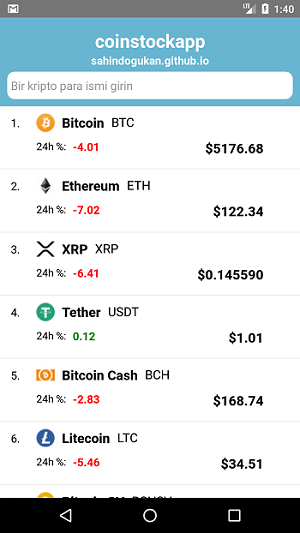 LTE 1:40
coinstockapp
sahindogukan.github.io
Bir kripto para ismi girin
1. Bitcoin BTC
24h %: -4.01 $5176.68
2. Ethereum ETH
24h %: -7.02 $122.34
3. XRP XRP
24h %: -6.41 $0.145590
4. Tether USDT
24h %: 0.12 $1.01
5. Bitcoin Cash BCH
24h %: -2.83 $168.74
6. Litecoin LTC
24h %: -5.46 $34.51